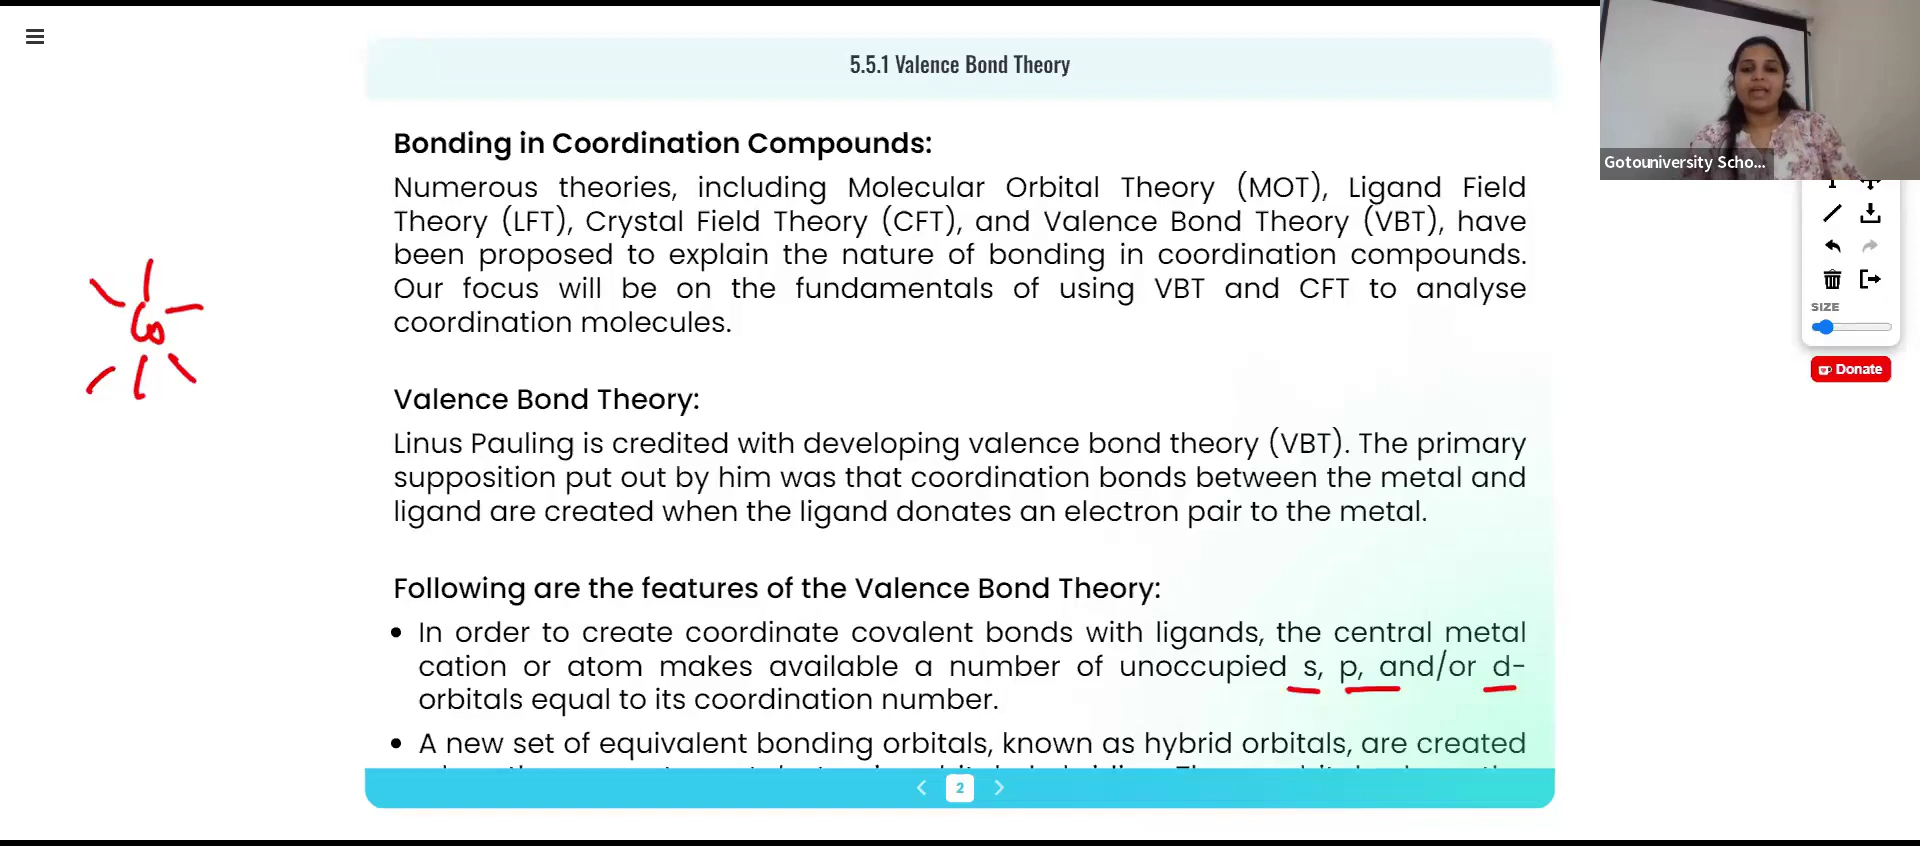 5.5.1 Valence Bond Theory
Gotouniversity Scho...
Bonding in Coordination Compounds:
Numerous theories, including Molecular Orbital Theory (MOT), Ligand Field
Theory (LFT), Crystal Field Theory (CFT), and Valence Bond Theory (VBT), have
been proposed to explain the nature of bonding in coordination compounds.
Our focus will be on the fundamentals of using VBT and CFT to analyse
coordination molecules.
SIZE
Donate
Co
Valence Bond Theory:
Linus Pauling is credited with developing valence bond theory (VBT). The primary
supposition put out by him was that coordination bonds between the metal and
ligand are created when the ligand donates an electron pair to the metal.
Following are the features of the Valence Bond Theory:
• In order to create coordinate covalent bonds with ligands, the central metal
cation or atom makes available a number of unoccupied s, p, and/or d-
orbitals equal to its coordination number.
• A new set of equivalent bonding orbitals, known as hybrid orbitals, are created
2